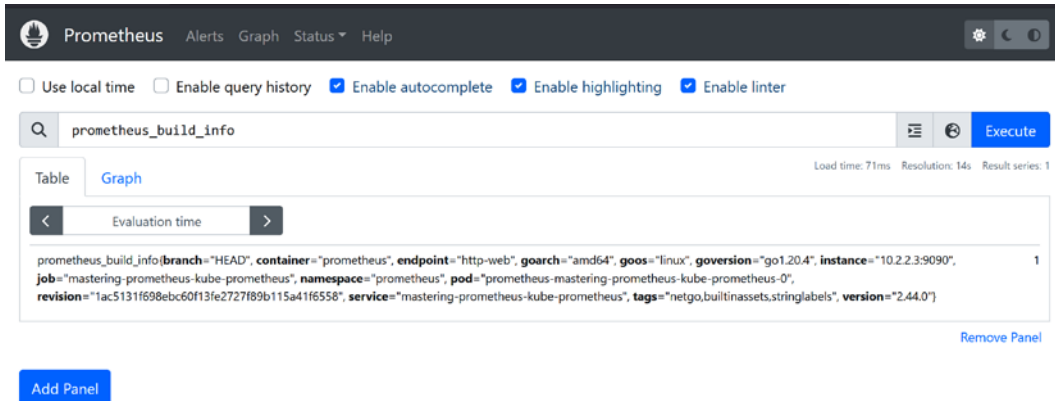 Prometheus Alerts Graph Status Help
Use local time Enable query history Enable autocomplete Enable highlighting Enable linter
prometheus_build_info Execute
Load time: 71ms Resolution: 14s Result series: 1
Table Graph
Evaluation time
prometheus_build_info{branch="HEAD", container="prometheus", endpoint="http-web", goarch="amd64", goos="linux", goversion="go1.20.4", instance="10.2.2.3:9090", 1
job="mastering-prometheus-kube-prometheus", namespace="prometheus", pod="prometheus-mastering-prometheus-kube-prometheus-0",
revision="1ac5131f698ebc60f13fe2727f89b115a41f6558", service="mastering-prometheus-kube-prometheus", tags="netgo,builtinassets,stringlabels", version="2.44.0"}
Remove Panel
Add Panel